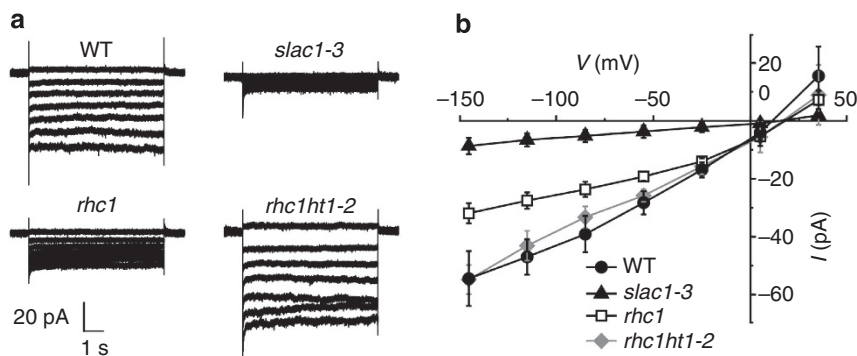 a
WT
slac1-3
rhc1
rhc1ht1-2
20 pA
1 s
b
V (mV)
−150
−100
−50
50
20
0
−20
−40
−60
I (pA)
WT
slac1-3
rhc1
rhc1ht1-2